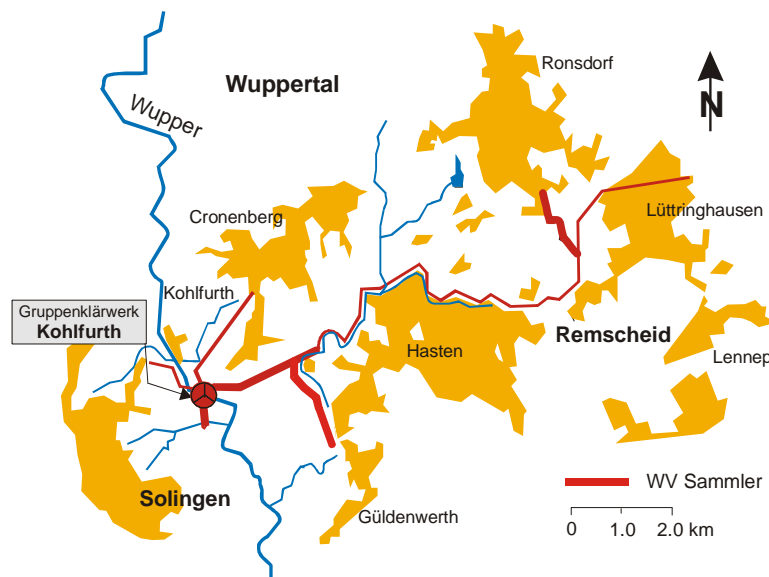 Ronsdorf
Wuppertal
N
Wupper
Cronenberg
Lüttringhausen
Kohlfurth
Gruppenklärwerk
Kohlfurth
Remscheid
Hasten
Lennep
Solingen
WV Sammler
Güldenwerth
0 1.0 2.0 km